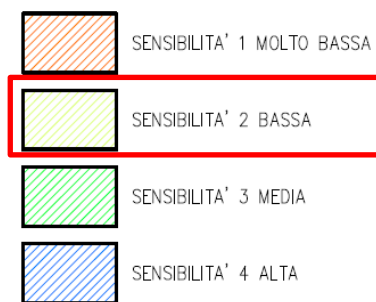 SENSIBILITA' 1 MOLTO BASSA
SENSIBILITA' 2 BASSA
SENSIBILITA' 3 MEDIA
SENSIBILITA' 4 ALTA